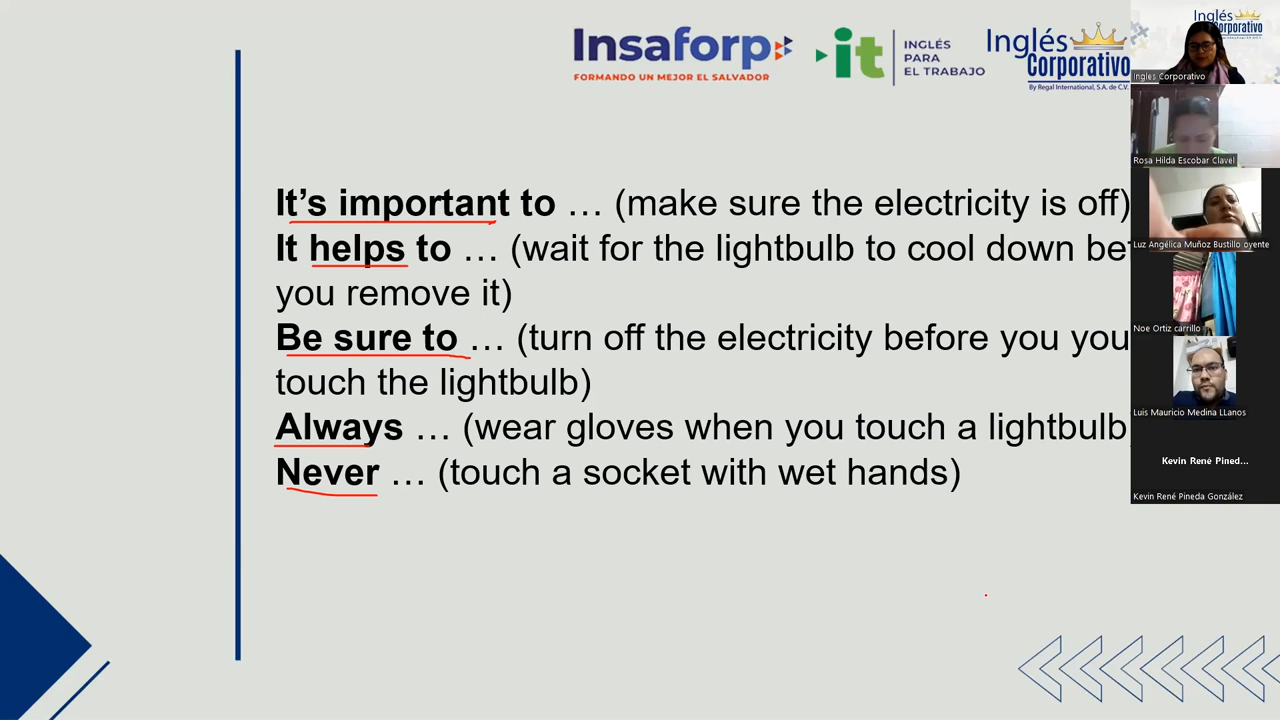 Insaforp
FORMANDO UN MEJOR EL SALVADOR
it
INGLÉS
PARA
EL TRABAJO
Inglés
Corporativo
By Regal International, S.A. de C.V.
It's important to … (make sure the electricity is off)
It helps to … (wait for the lightbulb to cool down bef
you remove it)
Be sure to … (turn off the electricity before you you
touch the lightbulb)
Always … (wear gloves when you touch a lightbulb
Never … (touch a socket with wet hands)
Inglés
Corporativo
Ingles Corporativo
Rosa Hilda Escobar Clavel
Luz Angélica Muñoz Bustillo oyente
Noe Ortiz carrillo
Luis Mauricio Medina LLanos
Kevin René Pined...
Kevin René Pineda González